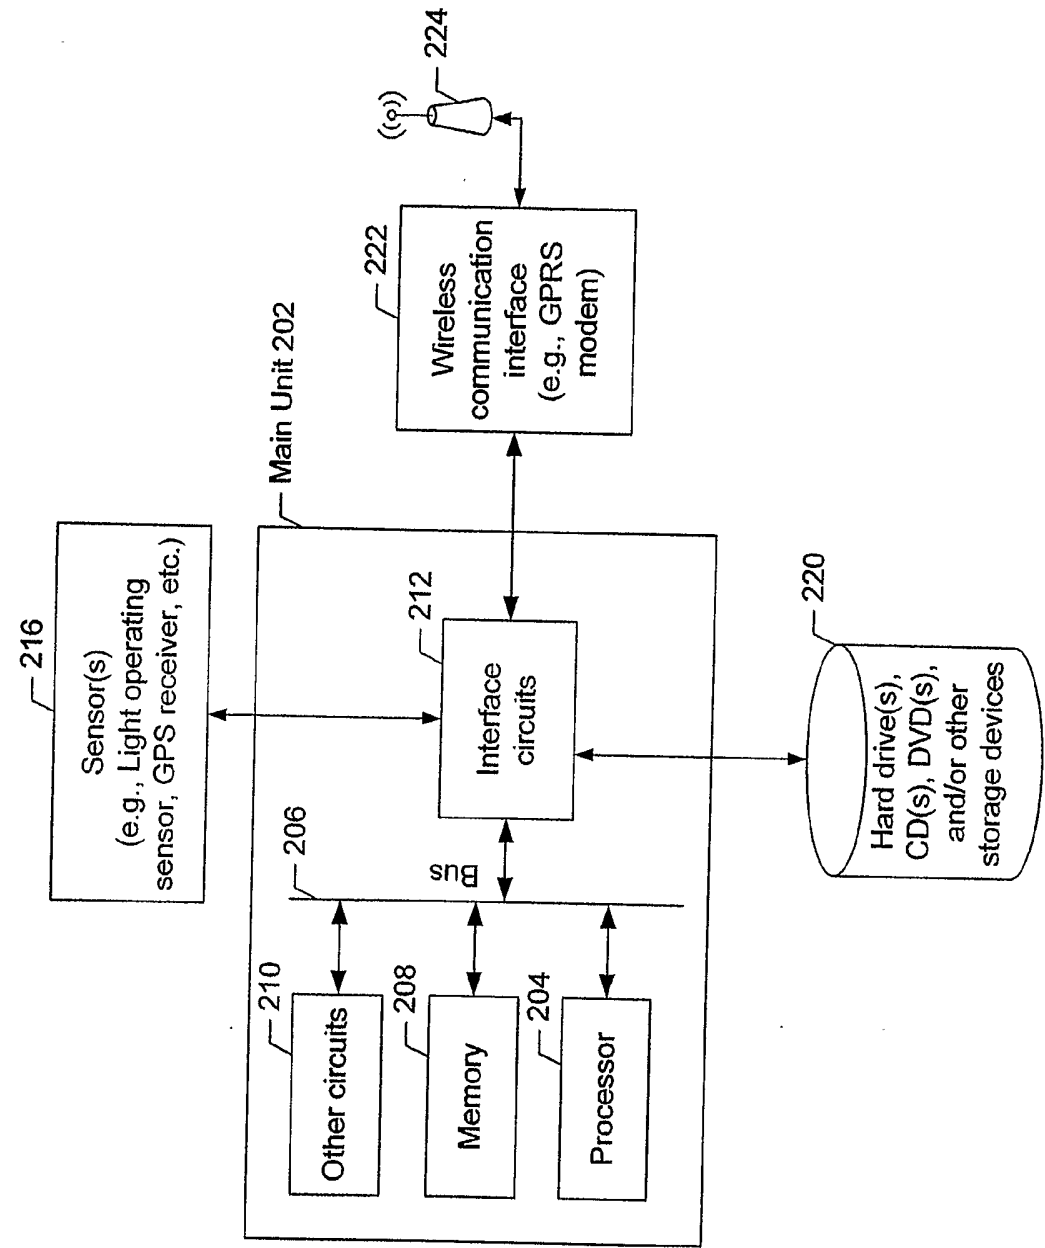 216
Sensor(s)
(e.g., Light operating
sensor, GPS receiver, etc.)
Main Unit 202
210
Other circuits
208
Memory
204
Processor
206
Bus
212
Interface
circuits
222
Wireless
communication
interface
(e.g., GPRS
modem)
224
220
Hard drive(s),
CD(s), DVD(s),
and/or other
storage devices